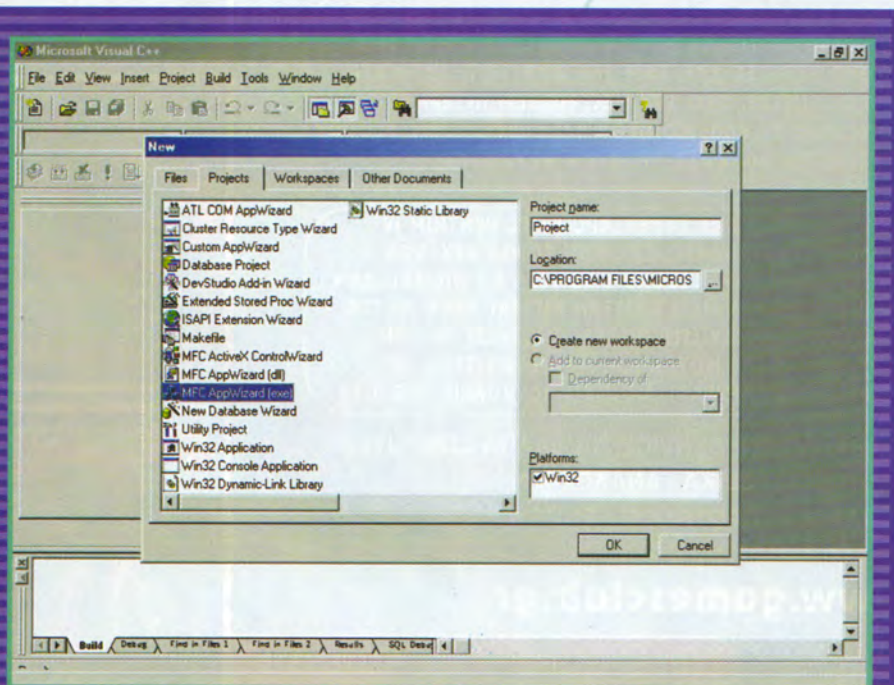 Microsoft Visual C++
File Edit View Insert Project Build Tools Window Help
New
Files Projects Workspaces Other Documents
ATL COM AppWizard
Cluster Resource Type Wizard
Custom AppWizard
Database Project
DevStudio Add-in Wizard
Extended Stored Proc Wizard
ISAPI Extension Wizard
Makefile
MFC ActiveX ControlWizard
MFC AppWizard (dll)
MFC AppWizard (exe)
New Database Wizard
Utility Project
Win32 Application
Win32 Console Application
Win32 Dynamic-Link Library
Win32 Static Library
Project name:
Project
Location:
C:\PROGRAM FILES\MICROS
...
Create new workspace
Add to current workspace
Dependency of
Platforms:
Win32
OK Cancel
Build Debug Find in Files 1 Find in Files 2 Results SQL Debug